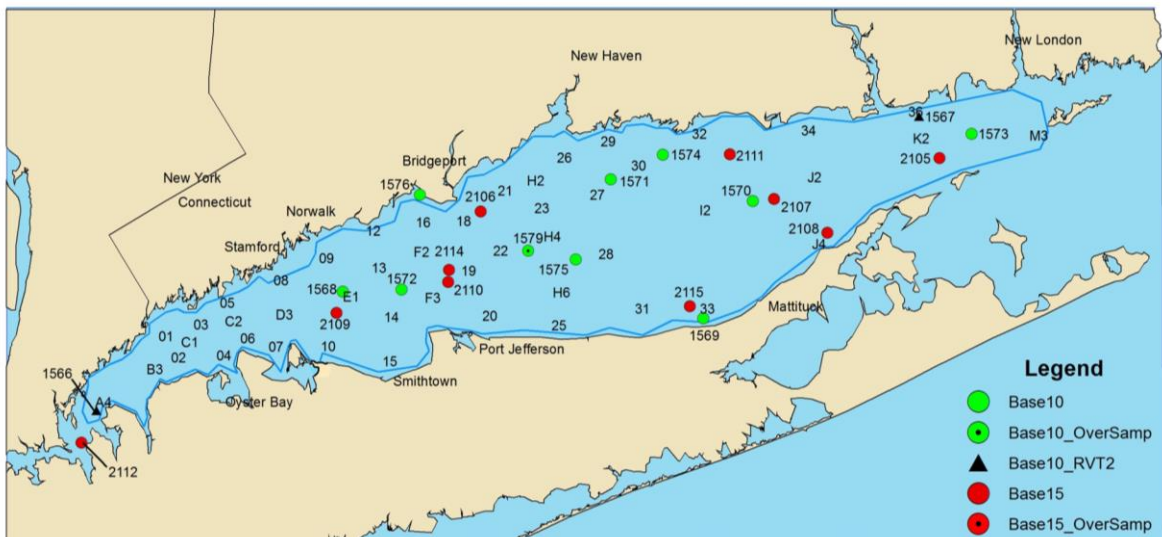 New London
New Haven
36
1567
1573
M3
K2
2105
32
34
29
2111
1574
26
30
Bridgeport
H2
27
1571
J2
New York
Connecticut
1576
21
2106
1570
2107
23
I2
Norwalk
16
18
12
2108
J4
Stamford
1579
H4
09
F2
2114
22
1575
28
13
19
08
1572
2110
1568
E1
F3
H6
05
2115
Mattituck
03
C2
D3
2109
14
20
31
33
01
25
1569
C1
06
02
04
07
10
Port Jefferson
15
Smithtown
1566
B3
A4
Oyster Bay
2112
Legend
Base10
Base10_OverSamp
Base10_RVT2
Base15
Base15_OverSamp